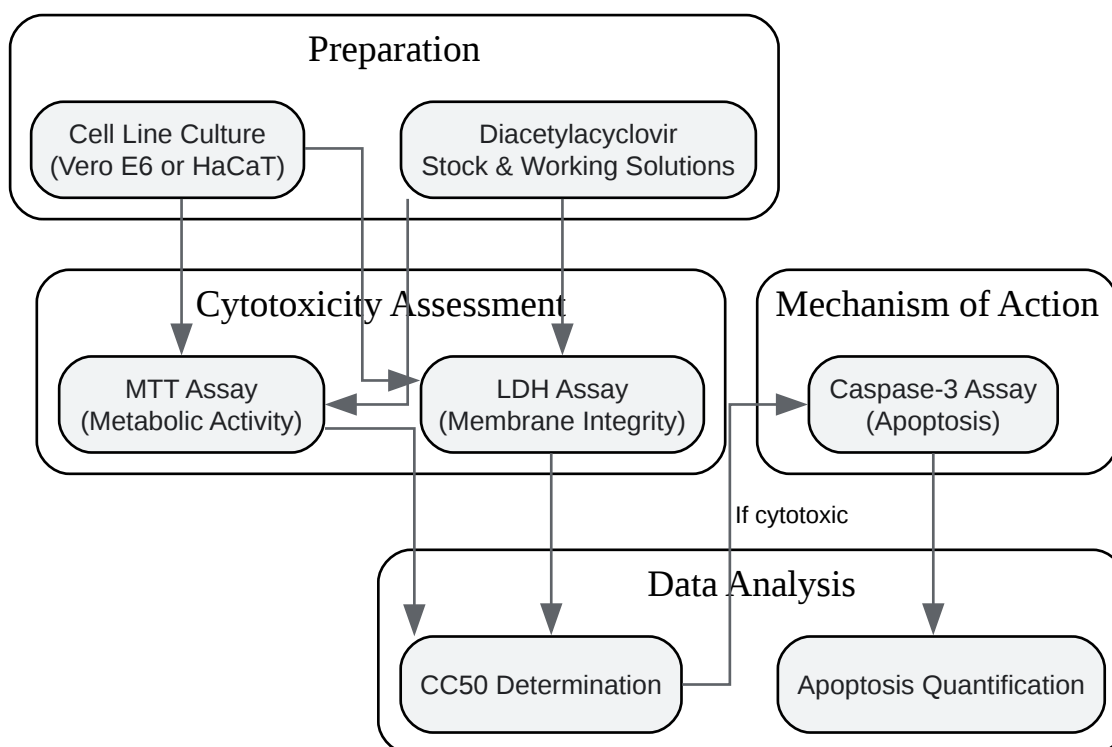 Preparation
Cell Line Culture
(Vero E6 or HaCaT)
Diacetylacyclovir
Stock & Working Solutions
Cytotoxicity Assessment
MTT Assay
(Metabolic Activity)
LDH Assay
(Membrane Integrity)
Mechanism of Action
Caspase-3 Assay
(Apoptosis)
If cytotoxic
Data Analysis
CC50 Determination
Apoptosis Quantification